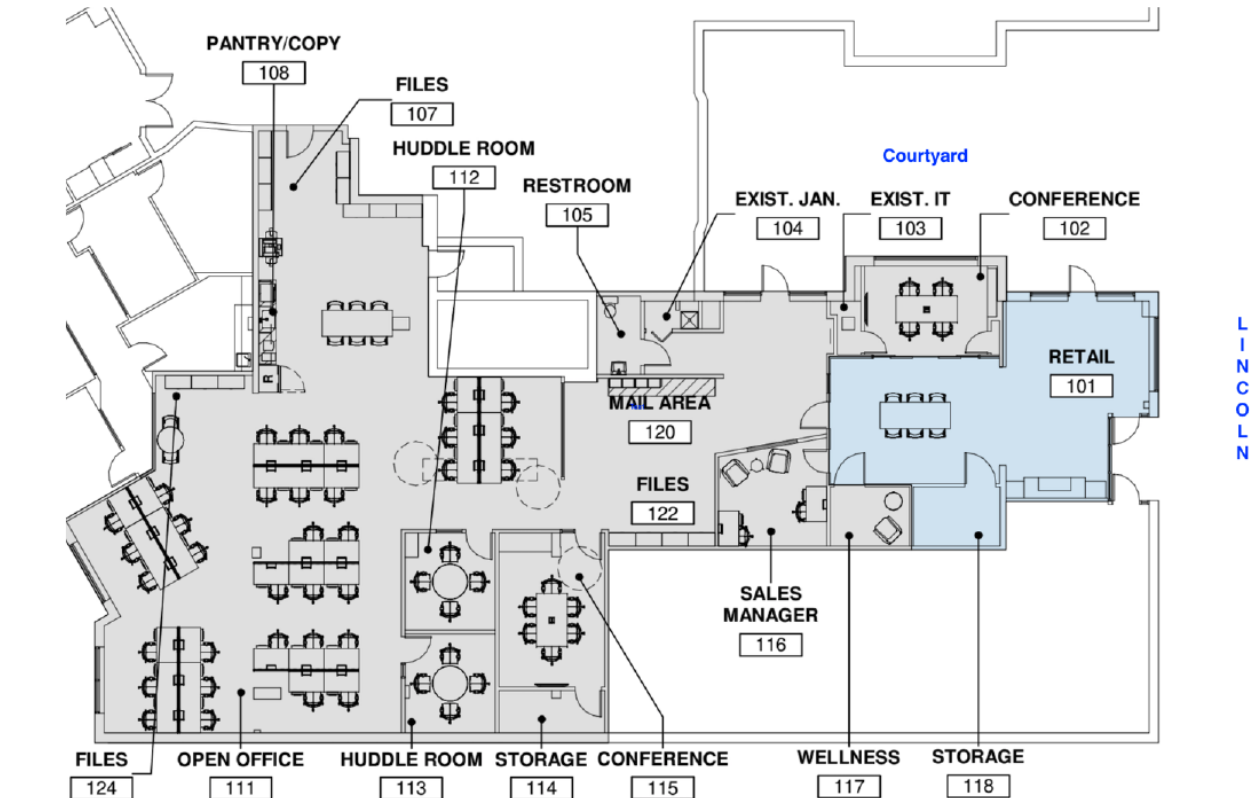 PANTRY/COPY
108
FILES
107
HUDDLE ROOM
112
RESTROOM
105
Courtyard
EXIST. JAN.
104
EXIST. IT
103
CONFERENCE
102
RETAIL
101
L
I
N
C
O
L
N
R
MAIL AREA
120
FILES
122
SALES
MANAGER
116
FILES
124
OPEN OFFICE
111
HUDDLE ROOM
113
STORAGE
114
CONFERENCE
115
WELLNESS
117
STORAGE
118